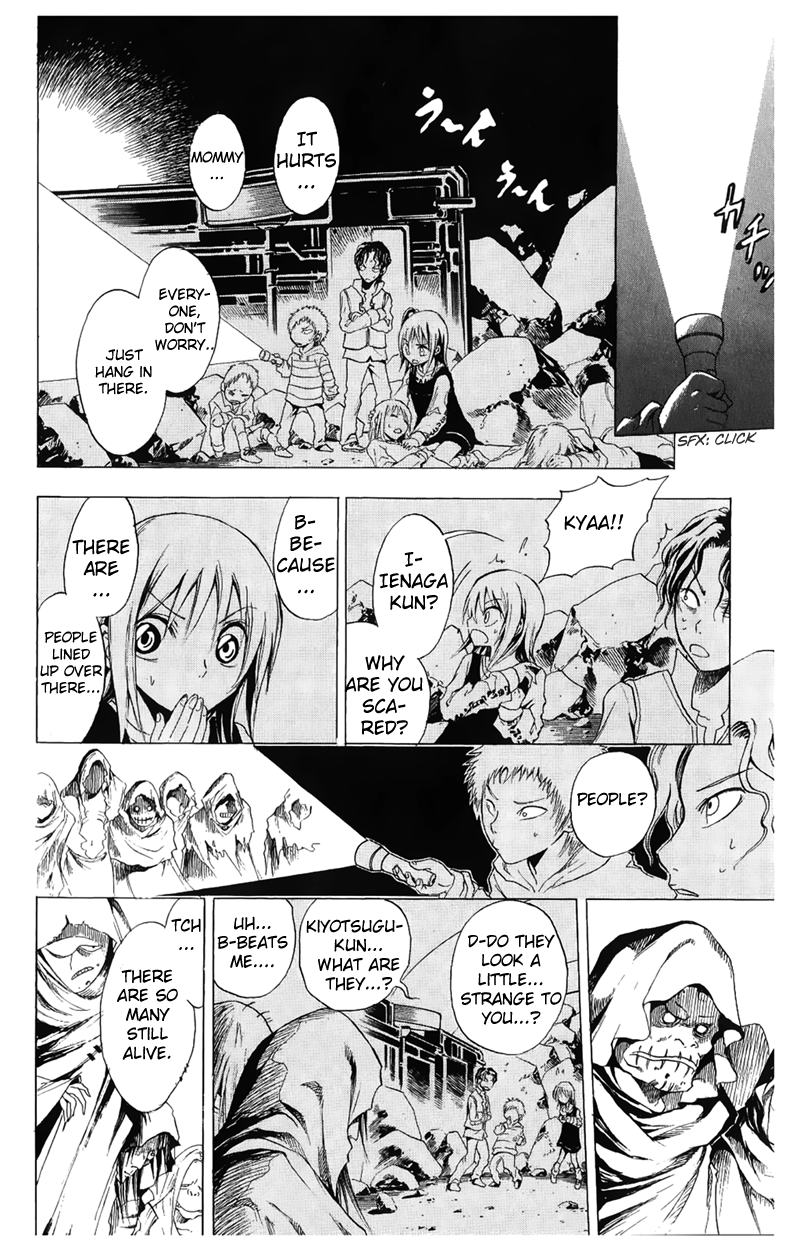 カチッ
SFX: CLICK
う～ん
う～ん
IT
HURTS
...
MOMMY
...
EVERY-
ONE,
DON'T
WORRY..
JUST
HANG IN
THERE.
KYAA!!
I-
IENAGA
KUN?
WHY
ARE YOU
SCA-
RED?
B-
BE-
CAUSE
...
THERE
ARE
...
PEOPLE
LINED
UP OVER
THERE...
PEOPLE?
D-DO THEY
LOOK A
LITTLE...
STRANGE TO
YOU...?
KIYOTSUGU-
KUN...
WHAT ARE
THEY...?
UH...
B-BEATS
ME....
TCH
...
THERE
ARE SO
MANY
STILL
ALIVE.